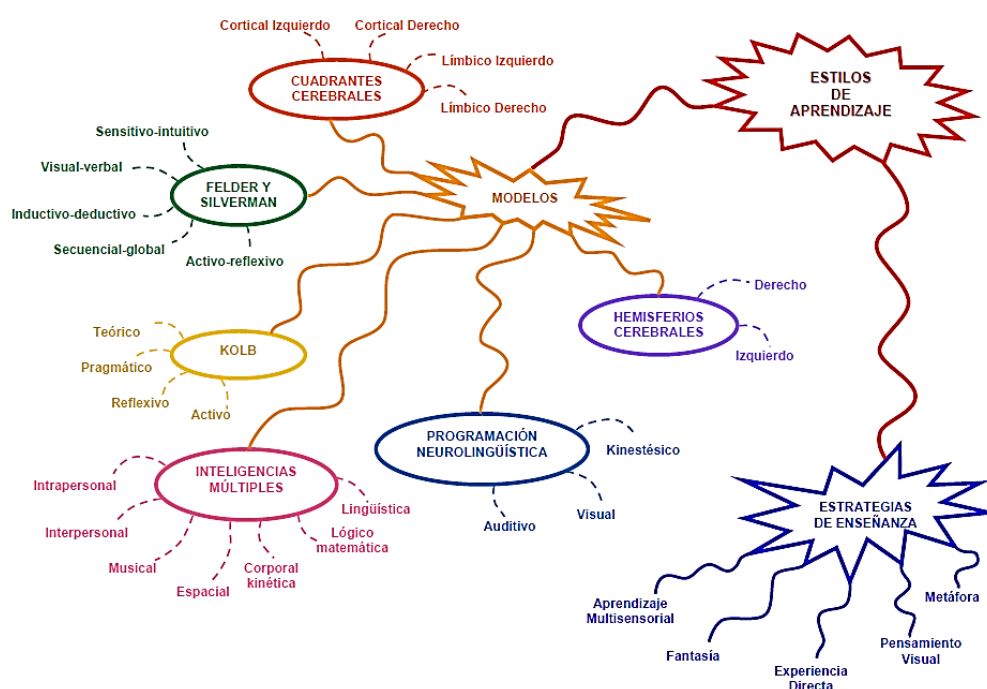 ESTILOS
DE
APRENDIZAJE
MODELOS
CUADRANTES
CEREBRALES
Cortical Izquierdo
Cortical Derecho
Límbico Izquierdo
Límbico Derecho
FELDER Y
SILVERMAN
Sensitivo-intuitivo
Visual-verbal
Inductivo-deductivo
Secuencial-global
Activo-reflexivo
KOLB
Teórico
Pragmático
Reflexivo
Activo
INTELIGENCIAS
MÚLTIPLES
Intrapersonal
Interpersonal
Musical
Espacial
Corporal
kinética
Lógico
matemática
Lingüística
PROGRAMACIÓN
NEUROLINGÜÍSTICA
Kinestésico
Visual
Auditivo
HEMISFERIOS
CEREBRALES
Derecho
Izquierdo
ESTRATEGIAS
DE ENSEÑANZA
Aprendizaje
Multisensorial
Fantasía
Experiencia
Directa
Pensamiento
Visual
Metáfora